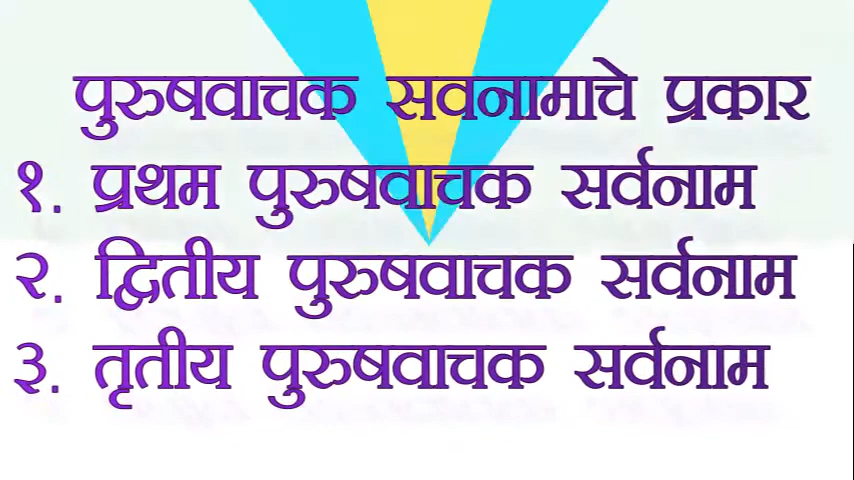 पुरुषवाचक सवनामाचे प्रकार
१. प्रथम पुरुषवाचक सर्वनाम
२. द्वितीय पुरुषवाचक सर्वनाम
३. तृतीय पुरुषवाचक सर्वनाम